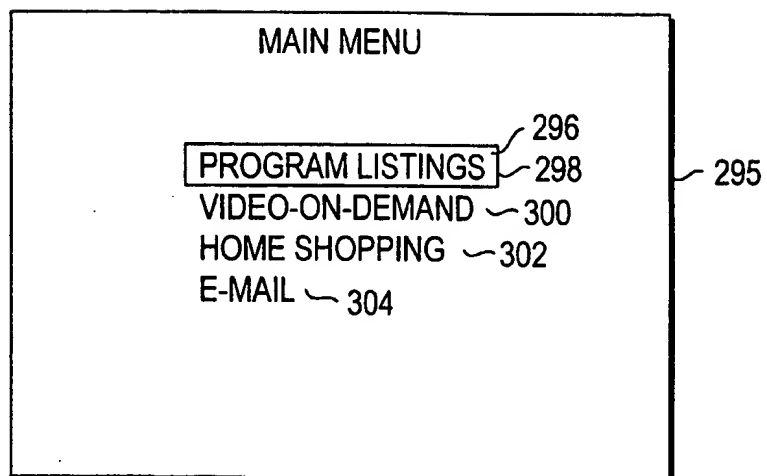 MAIN MENU
296
PROGRAM LISTINGS 298 295
VIDEO-ON-DEMAND 300
HOME SHOPPING 302
E-MAIL 304